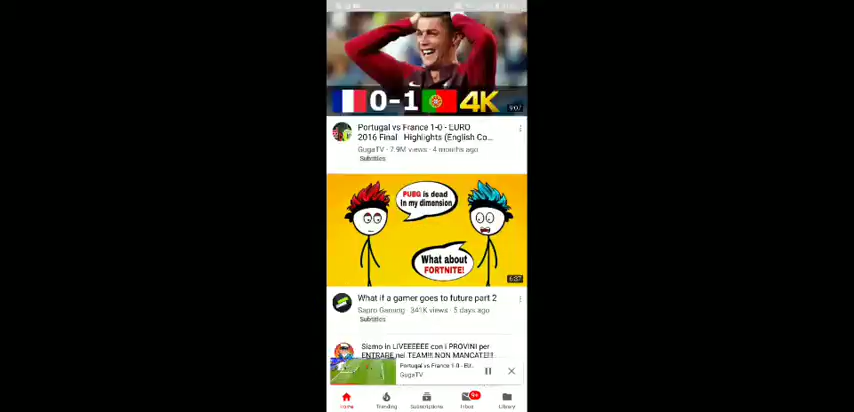 0-1 4K
9:07
Portugal vs France 1-0 - EURO
2016 Final Highlights (English Co...
GugaTV · 7.9M views · 4 months ago
Subtitles
PUBG is dead
In my dimension
What about
FORTNITE!
6:37
What if a gamer goes to future part 2
Sapro Gaming · 341K views · 5 days ago
Subtitles
Siamo in LIVEEEEEE con i PROVINI per
ENTRARE nel TEAM!!! NON MANCATE!!!
Portugal vs France 1-0 - EU...
GugaTV
9+
Home Trending Subscriptions Inbox Library